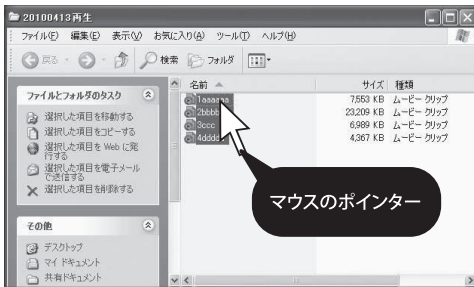 20100413再生
ファイル(F) 編集(E) 表示(V) お気に入り(A) ツール(T) ヘルプ(H)
戻る 検索 フォルダ
ファイルとフォルダのタスク
選択した項目を移動する
選択した項目をコピーする
選択した項目を Web に発
行する
選択した項目を電子メール
で送信する
選択した項目を削除する
その他
デスクトップ
マイ ドキュメント
共有ドキュメント
名前 サイズ 種類
1aaaaaa 7,553 KB ムービー クリップ
23,209 KB ムービー クリップ
3ccc 6,989 KB ムービー クリップ
4,367 KB ムービー クリップ
マウスのポインター